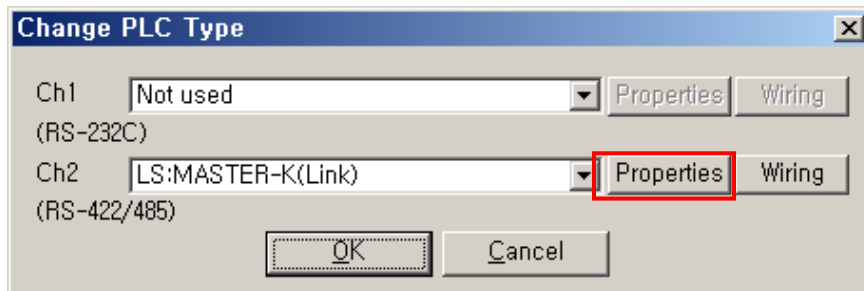 Change PLC Type
Ch1 Not used Properties Wiring
(RS-232C)
Ch2 LS:MASTER-K(Link) Properties Wiring
(RS-422/485)
OK Cancel